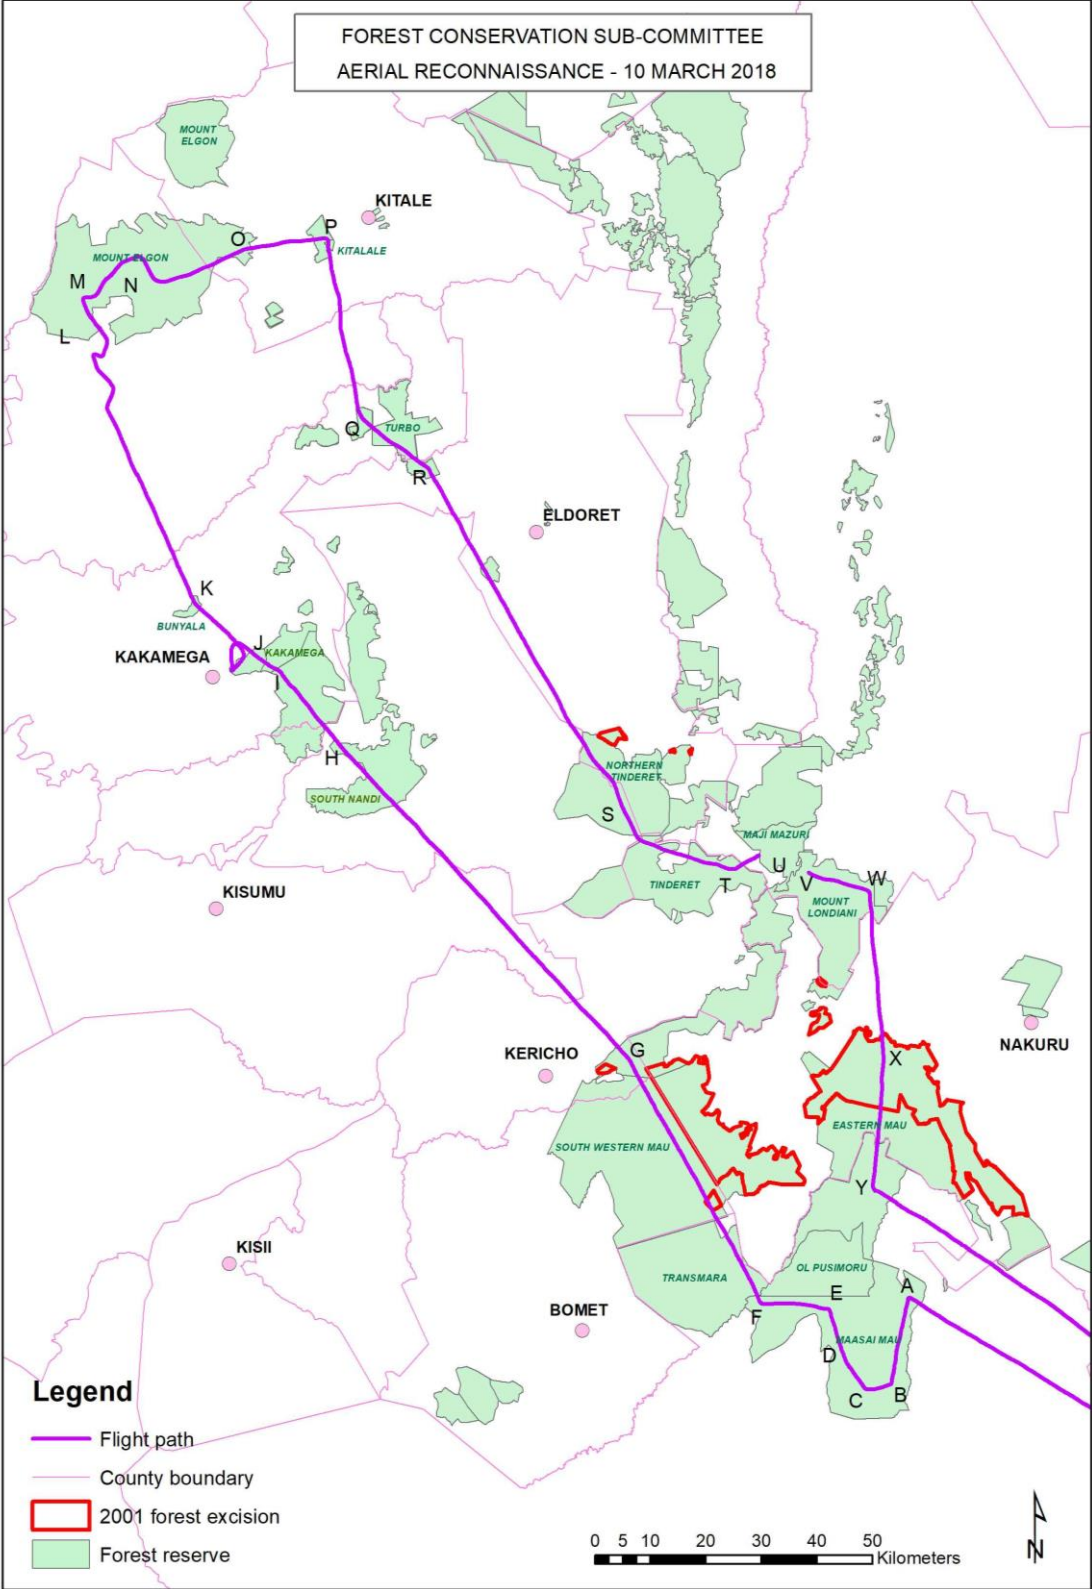 FOREST CONSERVATION SUB-COMMITTEE
AERIAL RECONNAISSANCE - 10 MARCH 2018
MOUNT
ELGON
KITALE
P
O
KITALALE
MOUNT ELGON
M
N
L
Q
TURBO
R
ELDORET
K
BUNYALA
J
KAKAMEGA
KAKAMEGA
I
H
SOUTH NANDI
NORTHERN
TINDERET
S
MAJI MAZURI
U
V
W
T
TINDERET
MOUNT
LONDIANI
KISUMU
NAKURU
G
KERICHO
X
EASTERN MAU
SOUTH WESTERN MAU
Y
KISII
OL PUSIMORU
TRANSMARA
E
A
BOMET
F
MAASAI MAU
D
C
B
Legend
Flight path
County boundary
2001 forest excision
Forest reserve
0 5 10 20 30 40 50
Kilometers
N